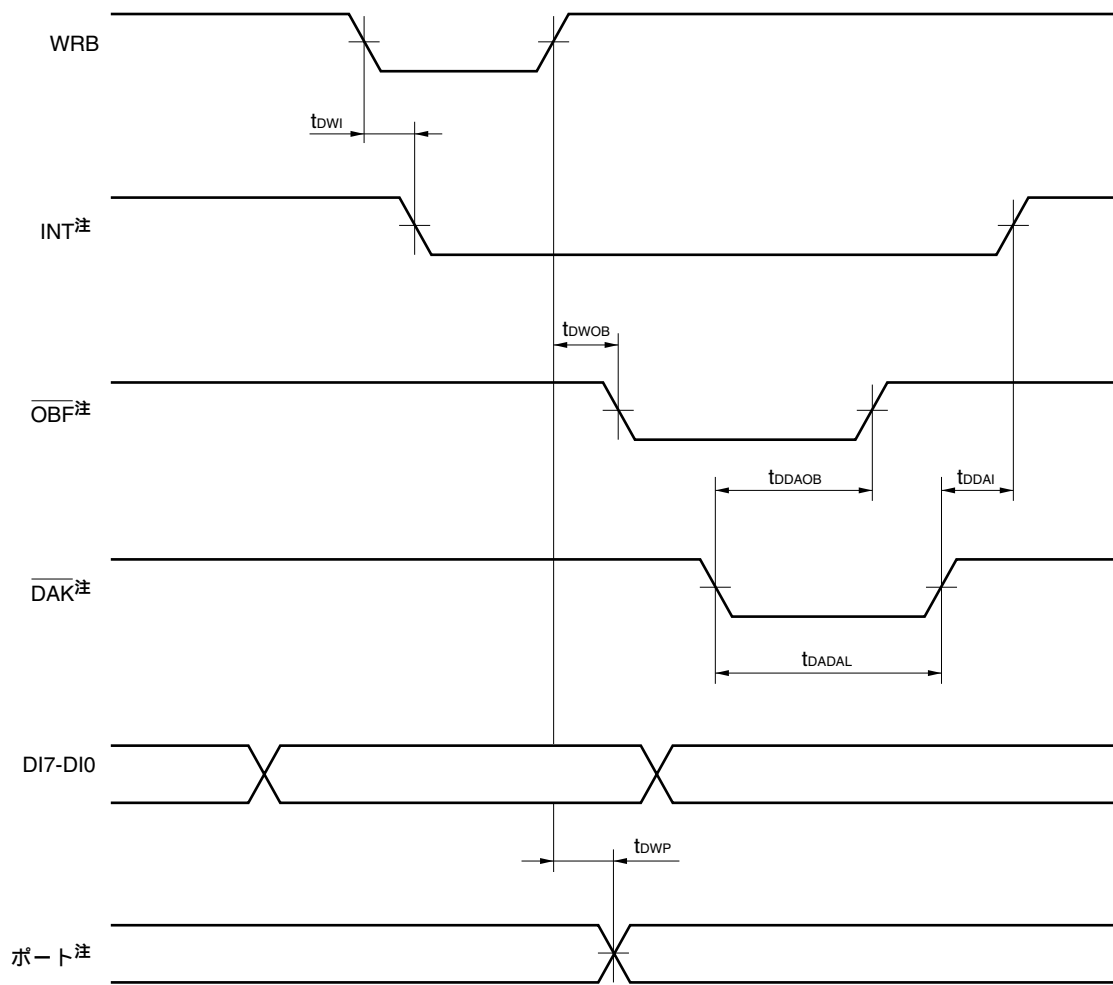 WRB
tDWI
INT注
tDWOB
OBF注
tDDAOB
tDDAI
DAK注
tDADAL
DI7-DI0
tDWP
ポート注